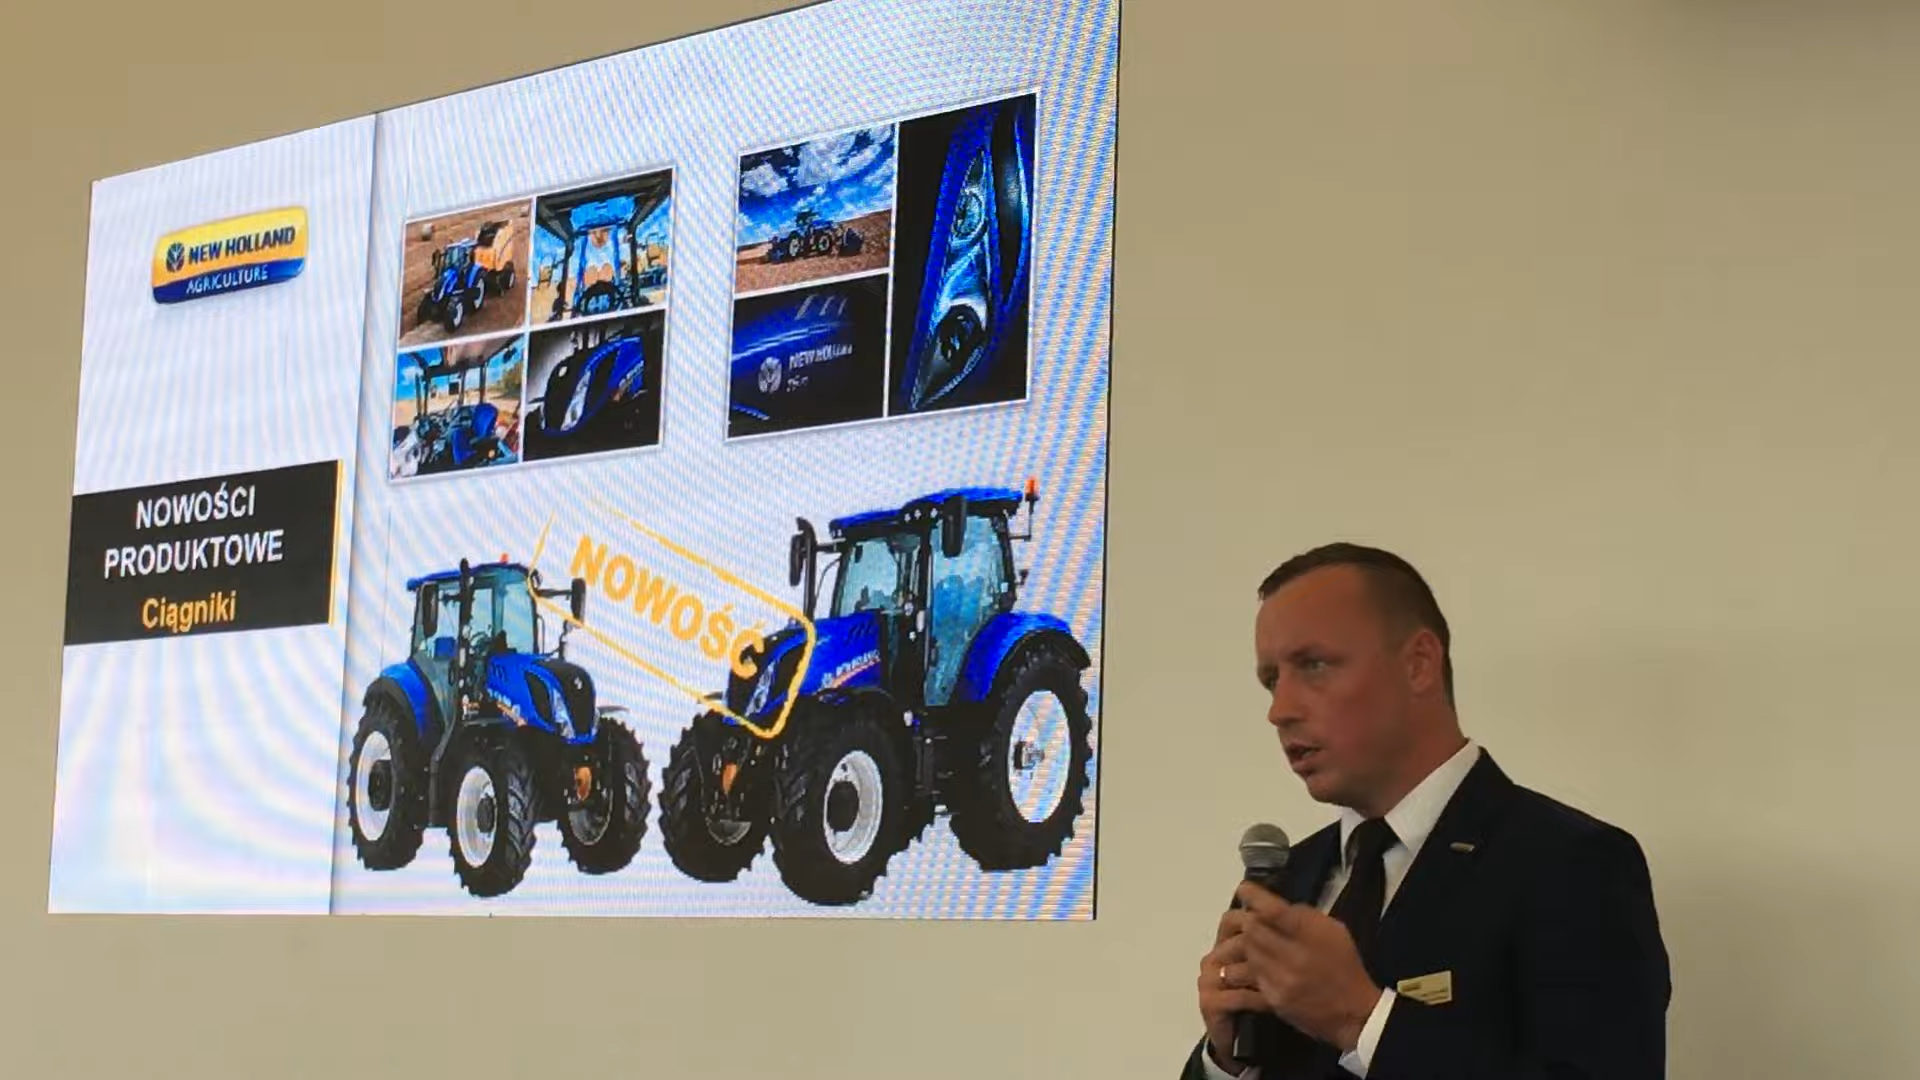 NEW HOLLAND
AGRICULTURE
NOWOŚCI
PRODUKTOWE
Ciągniki
NEW HOLLAND
NOWOŚĆ